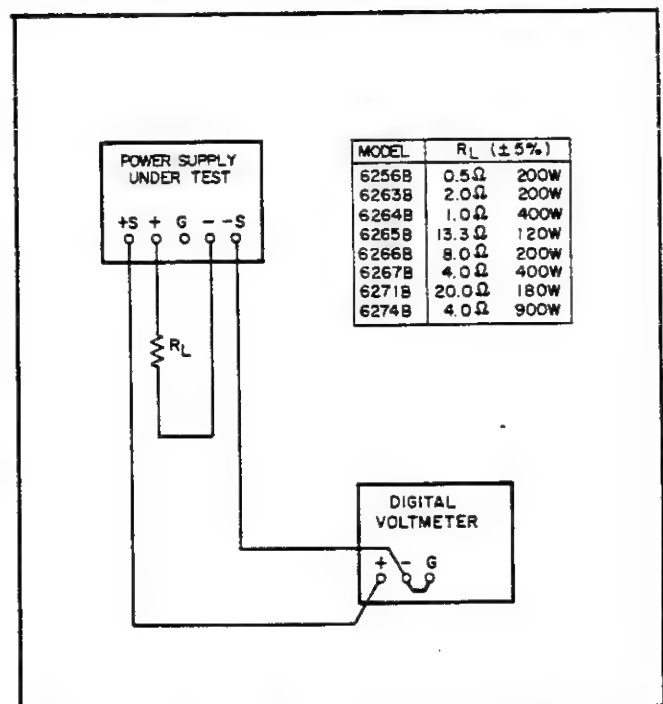 POWER SUPPLY
UNDER TEST
+S + G - -S
RL
MODEL RL (±5%)
6256B 0.5Ω 200W
6263B 2.0Ω 200W
6264B 1.0Ω 400W
6265B 13.3Ω 120W
6266B 8.0Ω 200W
6267B 4.0Ω 400W
6271B 20.0Ω 180W
6274B 4.0Ω 900W
DIGITAL
VOLTMETER
+ - G